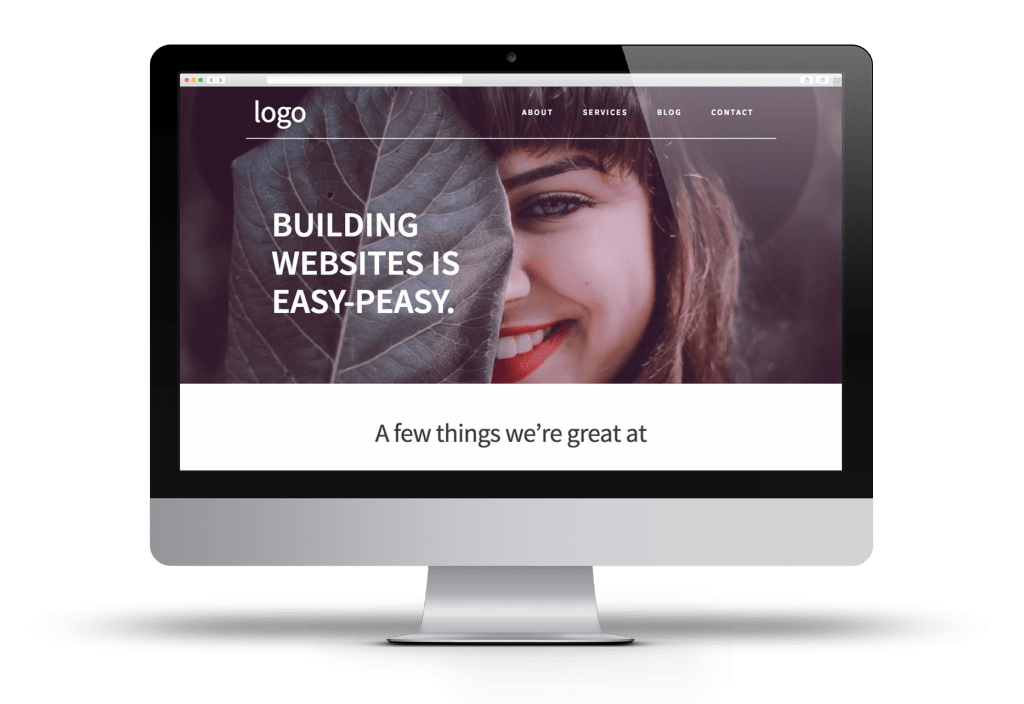 logo
ABOUT SERVICES BLOG CONTACT
BUILDING
WEBSITES IS
EASY-PEASY.
A few things we’re great at